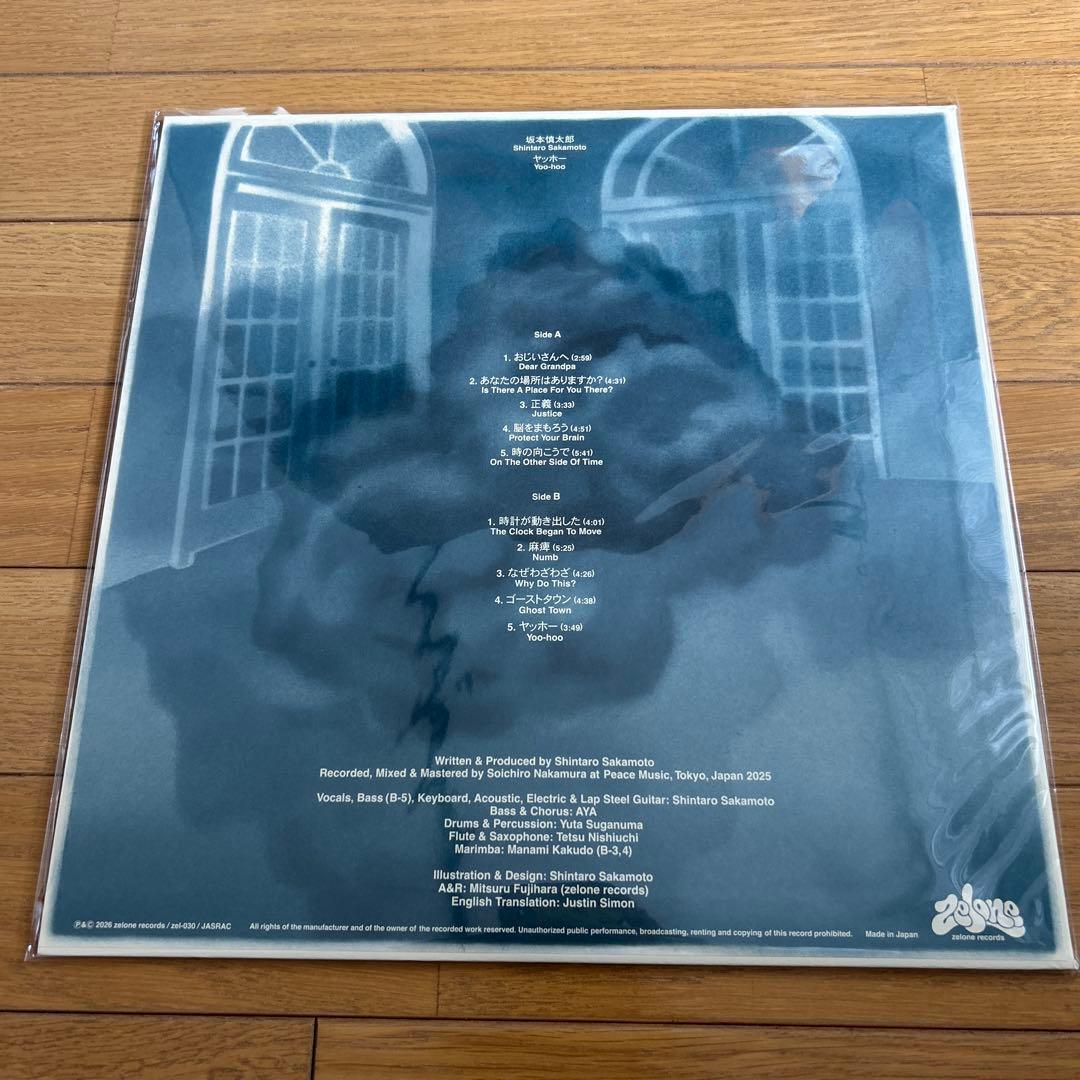 坂本慎太郎
Shintaro Sakamoto
ヤッホー
Yoo-hoo
Side A
1. おじいさんへ (2:59)
Dear Grandpa
2. あなたの場所はありますか? (4:31)
Is There A Place For You There?
3. 正義 (3:33)
Justice
4. 脳をまもろう (4:51)
Protect Your Brain
5. 時の向こうで (5:41)
On The Other Side Of Time
Side B
1. 時計が動き出した (4:01)
The Clock Began To Move
2. 麻痺 (5:25)
Numb
3. なぜわざわざ (4:26)
Why Do This?
4. ゴーストタウン (4:38)
Ghost Town
5. ヤッホー (3:49)
Yoo-hoo
Written & Produced by Shintaro Sakamoto
Recorded, Mixed & Mastered by Soichiro Nakamura at Peace Music, Tokyo, Japan 2025
Vocals, Bass (B-5), Keyboard, Acoustic, Electric & Lap Steel Guitar: Shintaro Sakamoto
Bass & Chorus: AYA
Drums & Percussion: Yuta Suganuma
Flute & Saxophone: Tetsu Nishiuchi
Marimba: Manami Kakudo (B-3,4)
Illustration & Design: Shintaro Sakamoto
A&R: Mitsuru Fujihara (zelone records)
English Translation: Justin Simon
℗&© 2026 zelone records / zel-030 / JASRAC All rights of the manufacturer and of the owner of the recorded work reserved. Unauthorized public performance, broadcasting, renting and copying of this record prohibited. Made in Japan
zelone
zelone records